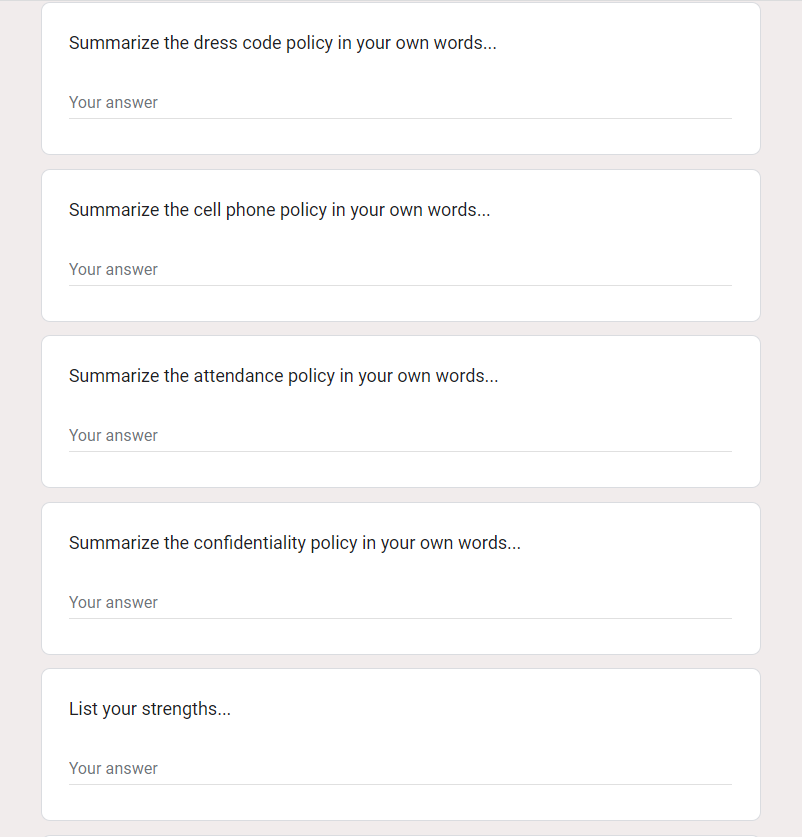 Summarize the dress code policy in your own words...
Your answer
Summarize the cell phone policy in your own words...
Your answer
Summarize the attendance policy in your own words...
Your answer
Summarize the confidentiality policy in your own words...
Your answer
List your strengths...
Your answer